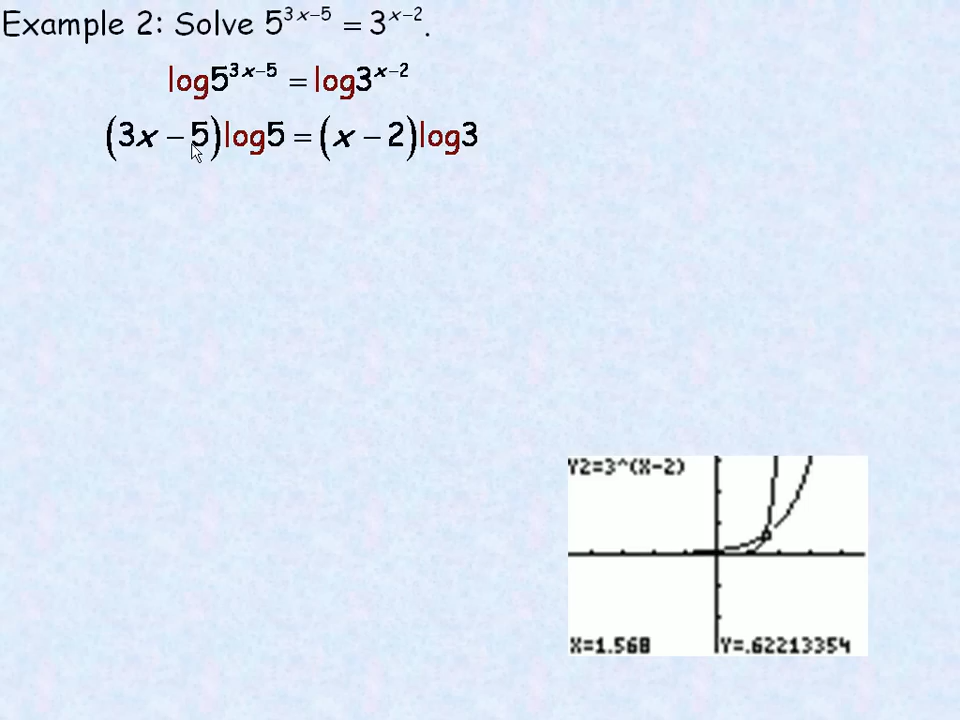 Example 2: Solve 5^{3x−5} = 3^{x−2}.
log5^{3x−5} = log3^{x−2}
(3x − 5)log5 = (x − 2)log3
Y2=3^(X-2)
X=1.568 Y=.62213354